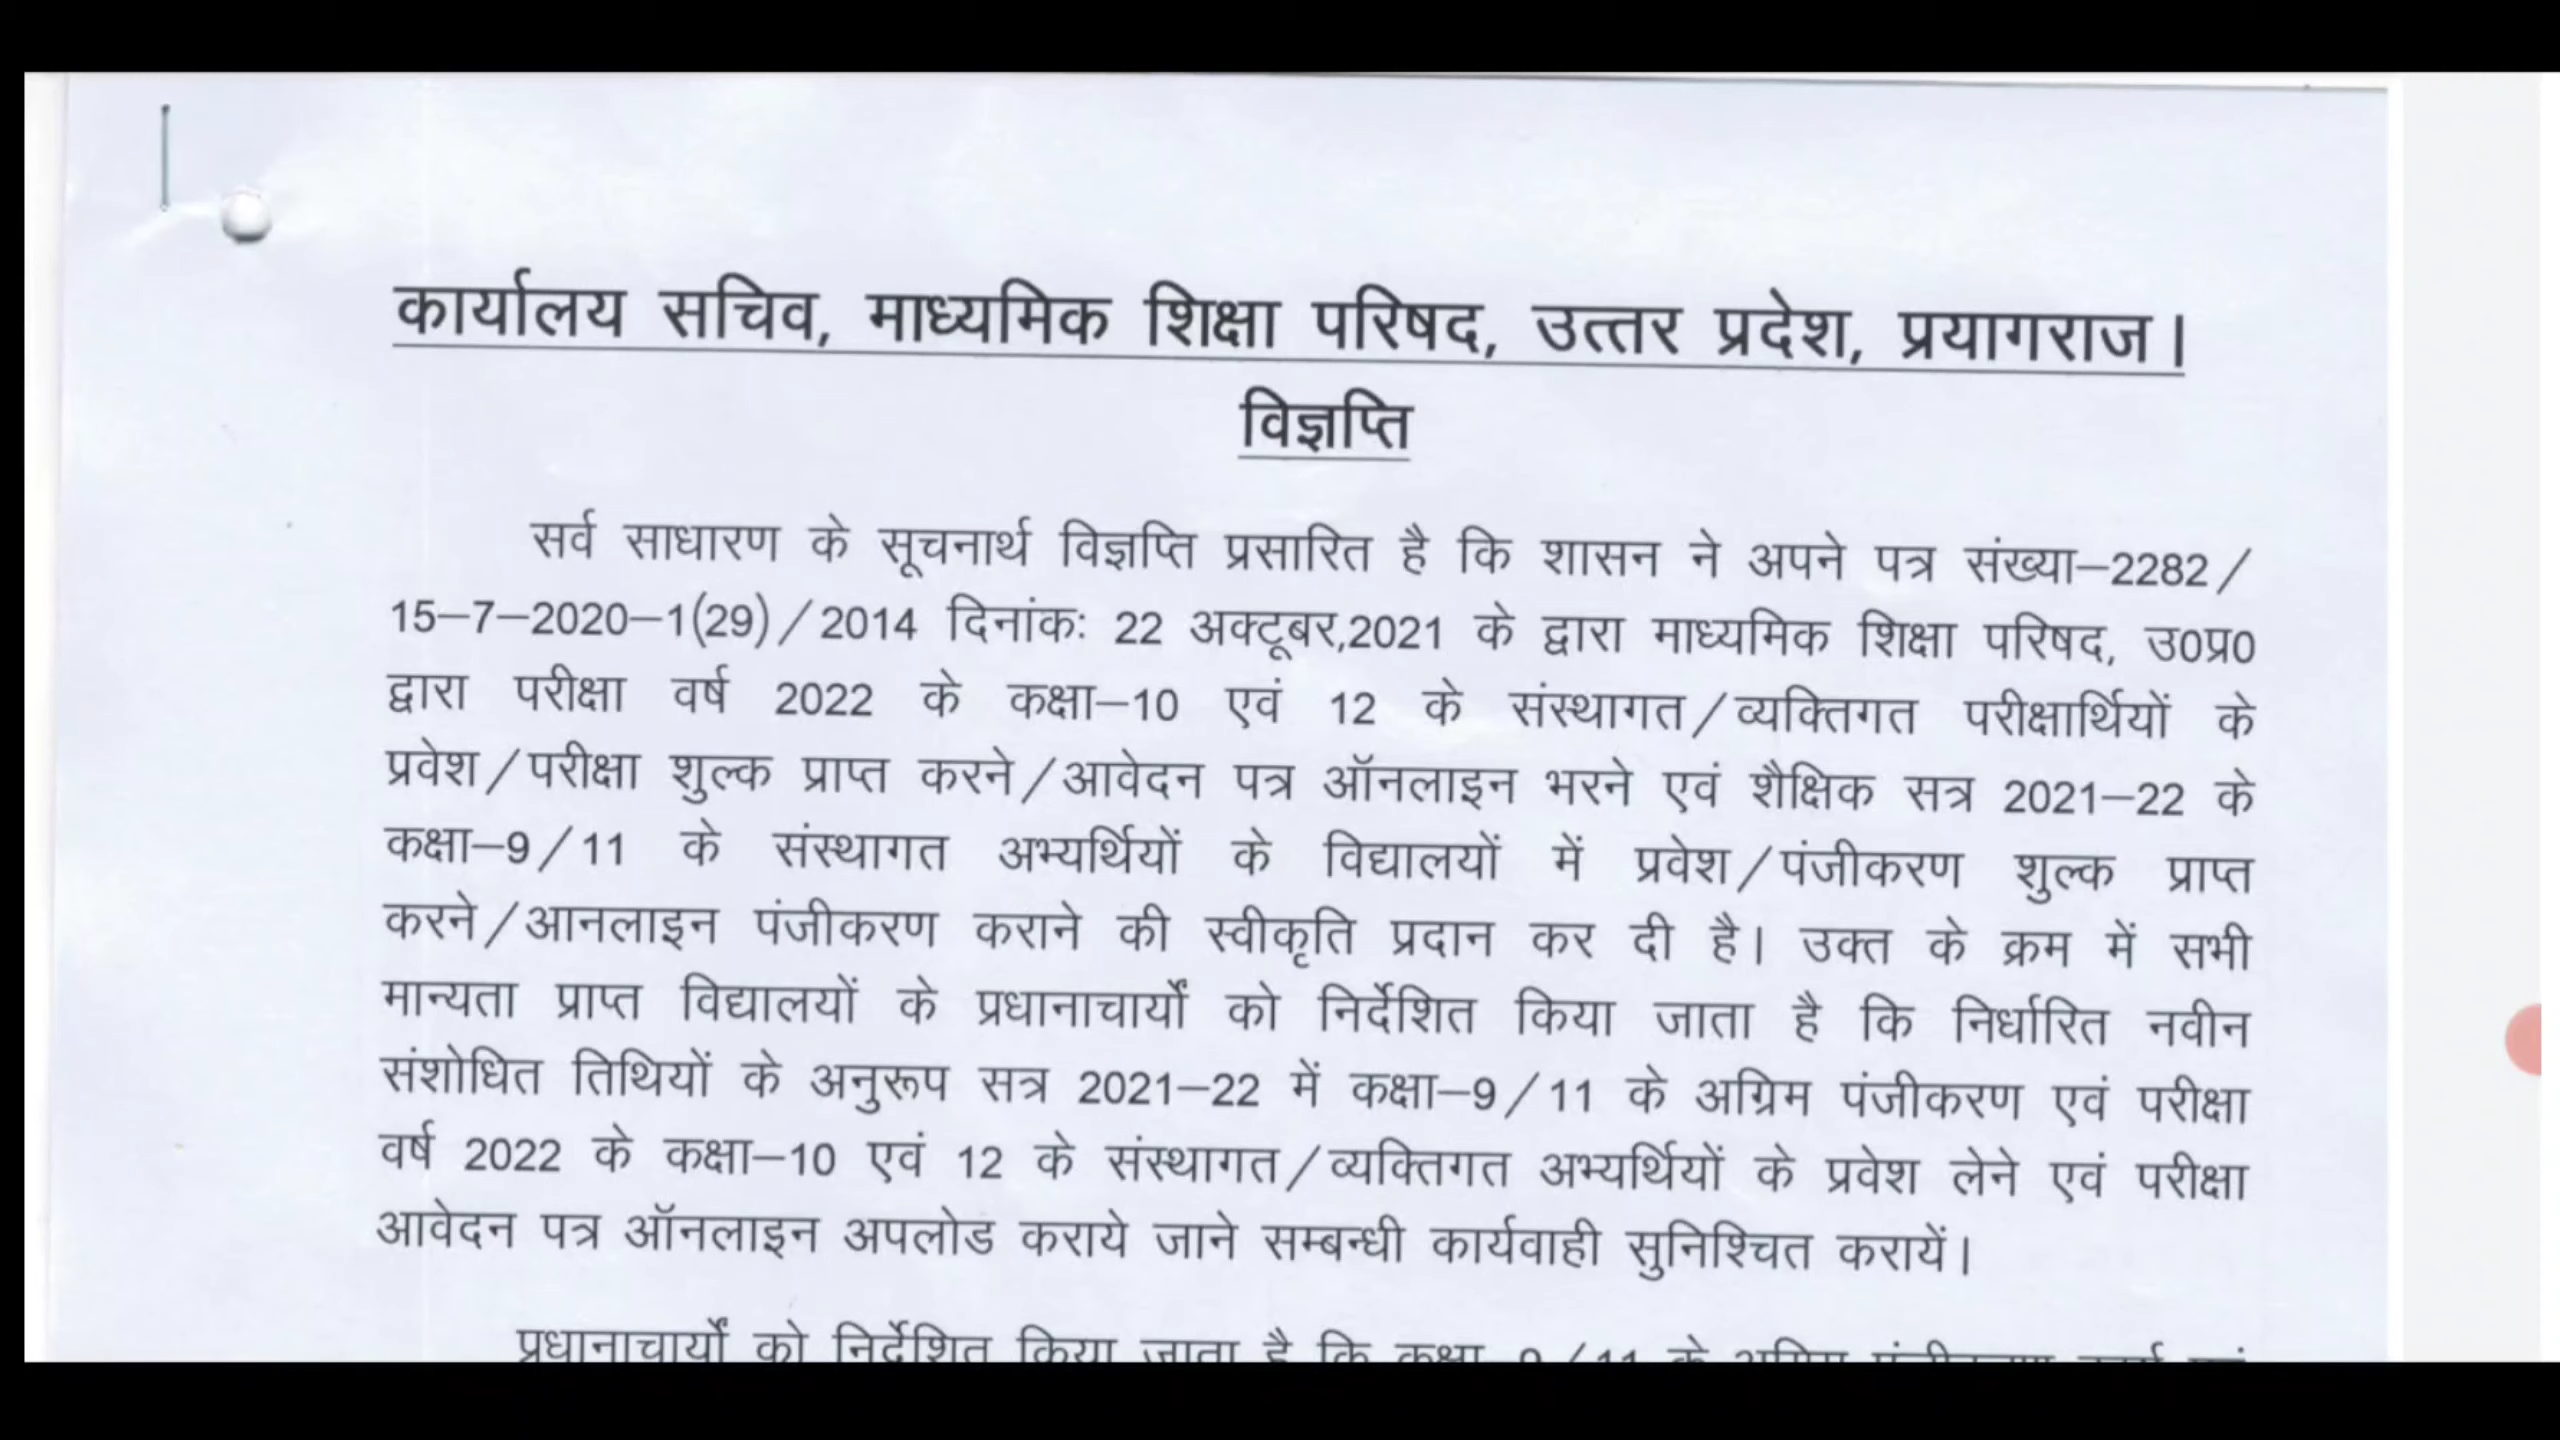 कार्यालय सचिव, माध्यमिक शिक्षा परिषद, उत्तर प्रदेश, प्रयागराज।
विज्ञप्ति
सर्व साधारण के सूचनार्थ विज्ञप्ति प्रसारित है कि शासन ने अपने पत्र संख्या–2282/
15–7–2020–1(29)/2014 दिनांक: 22 अक्टूबर,2021 के द्वारा माध्यमिक शिक्षा परिषद, उ0प्र0
द्वारा परीक्षा वर्ष 2022 के कक्षा–10 एवं 12 के संस्थागत/व्यक्तिगत परीक्षार्थियों के
प्रवेश/परीक्षा शुल्क प्राप्त करने/आवेदन पत्र ऑनलाइन भरने एवं शैक्षिक सत्र 2021–22 के
कक्षा–9/11 के संस्थागत अभ्यर्थियों के विद्यालयों में प्रवेश/पंजीकरण शुल्क प्राप्त
करने/आनलाइन पंजीकरण कराने की स्वीकृति प्रदान कर दी है। उक्त के क्रम में सभी
मान्यता प्राप्त विद्यालयों के प्रधानाचार्यों को निर्देशित किया जाता है कि निर्धारित नवीन
संशोधित तिथियों के अनुरूप सत्र 2021–22 में कक्षा–9/11 के अग्रिम पंजीकरण एवं परीक्षा
वर्ष 2022 के कक्षा–10 एवं 12 के संस्थागत/व्यक्तिगत अभ्यर्थियों के प्रवेश लेने एवं परीक्षा
आवेदन पत्र ऑनलाइन अपलोड कराये जाने सम्बन्धी कार्यवाही सुनिश्चित करायें।
प्रधानाचार्यों को निर्देशित किया जाता है कि कक्षा–9/11 के अग्रिम पंजीकरण